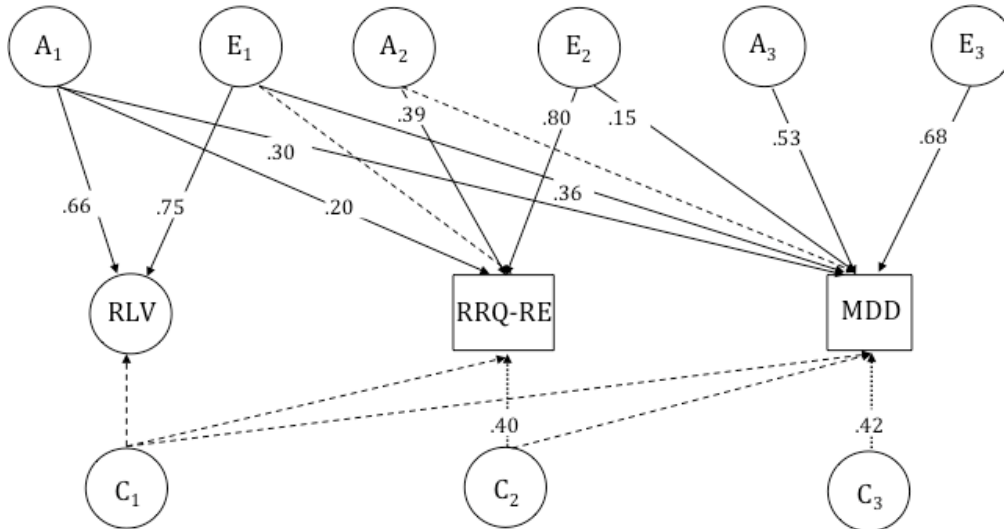 A₁ E₁ A₂ E₂ A₃ E₃
.39 .80 .15 .53 .68
.30
.66 .75 .20 .36
RLV RRQ-RE MDD
.40 .42
C₁ C₂ C₃